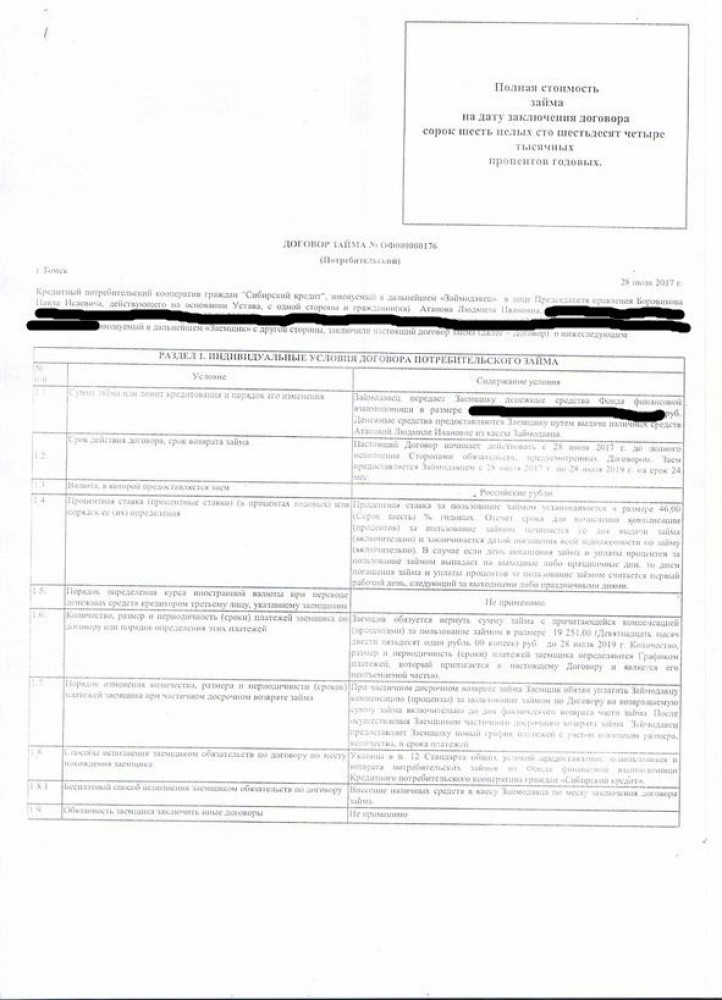 Полная стоимость
займа
на дату заключения договора
сорок шесть целых сто шестьдесят четыре
тысячных
процентов годовых.
ДОГОВОР ЗАЙМА № ОФ000000176
(Потребительский)
г. Томск
28 июля 2017 г.
Кредитный потребительский кооператив граждан "Сибирский кредит", именуемый в дальнейшем «Займодавец» в лице Председателя правления Боровикова
Павла Исаевича, действующего на основании Устава, с одной стороны и гражданин(ка) Атанова Людмила Ивановна,
именуемый в дальнейшем «Заемщик» с другой стороны, заключили настоящий договор займа (далее – Договор) о нижеследующем
РАЗДЕЛ 1. ИНДИВИДУАЛЬНЫЕ УСЛОВИЯ ДОГОВОРА ПОТРЕБИТЕЛЬСКОГО ЗАЙМА
№
п/п
Условие
Содержание условия
1.1
Сумма займа или лимит кредитования и порядок его изменения
Займодавец передает Заемщику денежные средства Фонда финансовой
взаимопомощи в размере руб.
Денежные средства предоставляются Заемщику путем выдачи наличных средств
Атановой Людмиле Ивановне из кассы Займодавца.
1.2
Срок действия договора, срок возврата займа
Настоящий Договор начинает действовать с 28 июля 2017 г. до полного
исполнения Сторонами обязательств, предусмотренных Договором. Заем
предоставляется Займодавцем с 28 июля 2017 г. по 28 июля 2019 г. на срок 24
мес.
1.3.
Валюта, в которой предоставляется заем
Российские рубли
1.4
Процентная ставка (процентные ставки) (в процентах годовых) или
порядок ее (их) определения
Процентная ставка за пользование займом устанавливается в размере 46,00
(Сорок шесть) % годовых. Отсчет срока для начисления компенсации
(процентов) за пользование займом начинается со дня выдачи займа
(включительно) и заканчивается датой погашения всей задолженности по займу
(включительно). В случае если день погашения займа и уплаты процентов за
пользование займом выпадает на выходные либо праздничные дни, то днем
погашения займа и уплаты процентов за пользование займом считается первый
рабочий день, следующий за выходными либо праздничными днями.
1.5.
Порядок определения курса иностранной валюты при переводе
денежных средств кредитором третьему лицу, указанному заемщиком
Не применимо.
1.6.
Количество, размер и периодичность (сроки) платежей заемщика по
договору или порядок определения этих платежей
Заемщик обязуется вернуть сумму займа с причитающейся компенсацией
(процентами) за пользование займом в размере 19 251,00 (Девятнадцать тысяч
двести пятьдесят один рубль 00 копеек) руб. до 28 июля 2019 г. Количество,
размер и периодичность (сроки) платежей заемщика определяются Графиком
платежей, который прилагается к настоящему Договору и является его
неотъемлемой частью.
1.7
Порядок изменения количества, размера и периодичности (сроков)
платежей заемщика при частичном досрочном возврате займа
При частичном досрочном возврате займа Заемщик обязан уплатить Займодавцу
компенсацию (проценты) за пользование займом по Договору на возвращаемую
сумму займа включительно до дня фактического возврата части займа. После
осуществления Заемщиком частичного досрочного возврата займа Займодавец
предоставляет Заемщику новый график платежей с учетом изменения размера,
количества, и срока платежей.
1.8.
Способы исполнения заемщиком обязательств по договору по месту
нахождения заемщика
Указаны в п. 12 Стандарта общих условий предоставления, использования и
возврата потребительских займов из Фонда финансовой взаимопомощи
Кредитного потребительского кооператива граждан «Сибирский кредит».
1.8.1
Бесплатный способ исполнения заемщиком обязательств по договору
Внесение наличных средств в кассу Займодавца по месту заключения договора
займа.
1.9.
Обязанность заемщика заключить иные договоры
Не применимо